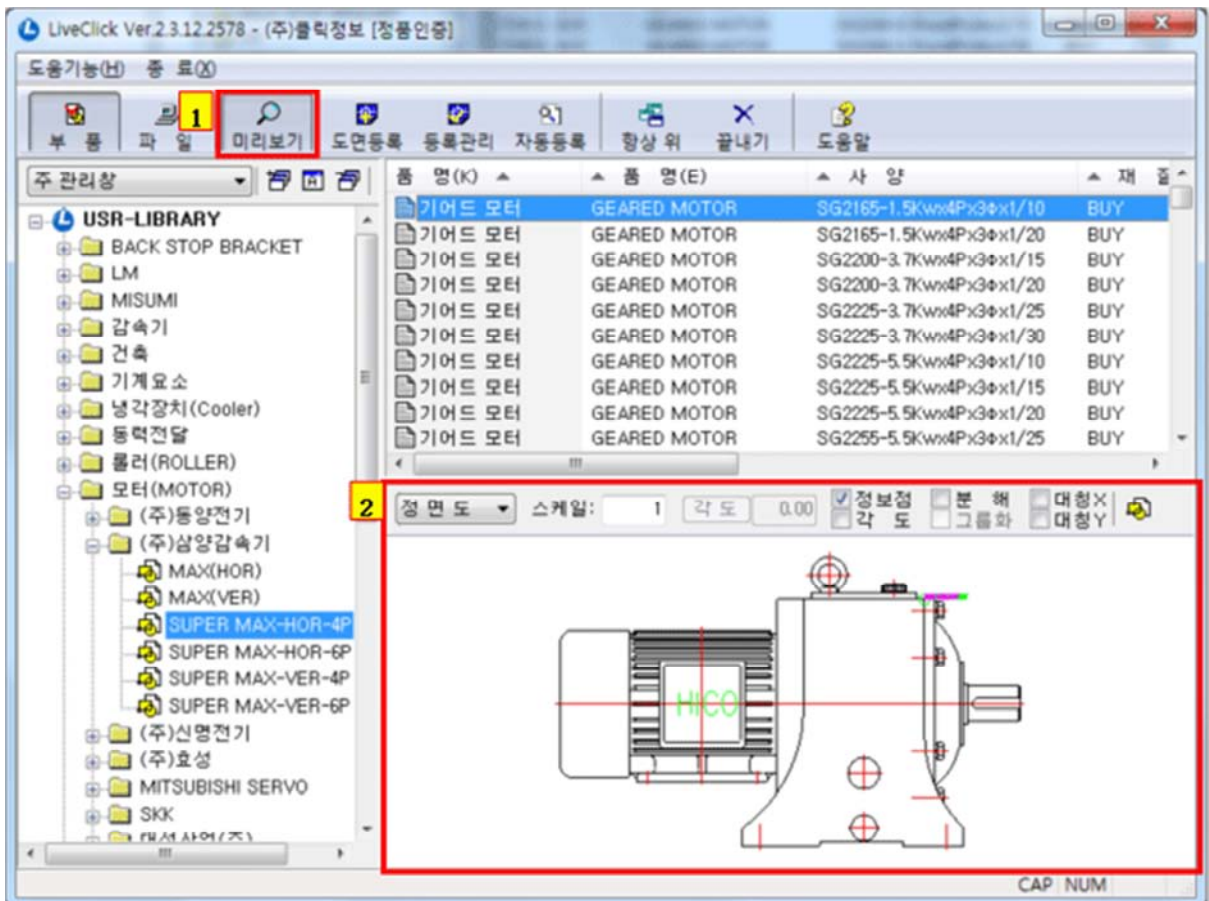 LiveClick Ver.2.3.12.2578 - (주)클릭정보 [정품인증]
도움기능(H) 종 료(X)
1
부 품 파 일 미리보기 도면등록 등록관리 자동등록 항상 위 끝내기 도움말
주 관리창
USR-LIBRARY
BACK STOP BRACKET
LM
MISUMI
감속기
건축
기계요소
냉각장치(Cooler)
동력전달
롤러(ROLLER)
모터(MOTOR)
(주)동양전기
(주)삼양감속기
MAX(HOR)
MAX(VER)
SUPER MAX-HOR-4P
SUPER MAX-HOR-6P
SUPER MAX-VER-4P
SUPER MAX-VER-6P
(주)신명전기
(주)효성
MITSUBISHI SERVO
SKK
품 명(K) 품 명(E) 사 양 재 질
기어드 모터 GEARED MOTOR SG2165-1.5Kwx4Px3Φx1/10 BUY
기어드 모터 GEARED MOTOR SG2165-1.5Kwx4Px3Φx1/20 BUY
기어드 모터 GEARED MOTOR SG2200-3.7Kwx4Px3Φx1/15 BUY
기어드 모터 GEARED MOTOR SG2200-3.7Kwx4Px3Φx1/20 BUY
기어드 모터 GEARED MOTOR SG2225-3.7Kwx4Px3Φx1/25 BUY
기어드 모터 GEARED MOTOR SG2225-3.7Kwx4Px3Φx1/30 BUY
기어드 모터 GEARED MOTOR SG2225-5.5Kwx4Px3Φx1/10 BUY
기어드 모터 GEARED MOTOR SG2225-5.5Kwx4Px3Φx1/15 BUY
기어드 모터 GEARED MOTOR SG2225-5.5Kwx4Px3Φx1/20 BUY
기어드 모터 GEARED MOTOR SG2255-5.5Kwx4Px3Φx1/25 BUY
2
정 면 도 스케일: 1 각 도 0.00 정보점 분 해 대칭X
각 도 그룹화 대칭Y
HICO
CAP NUM